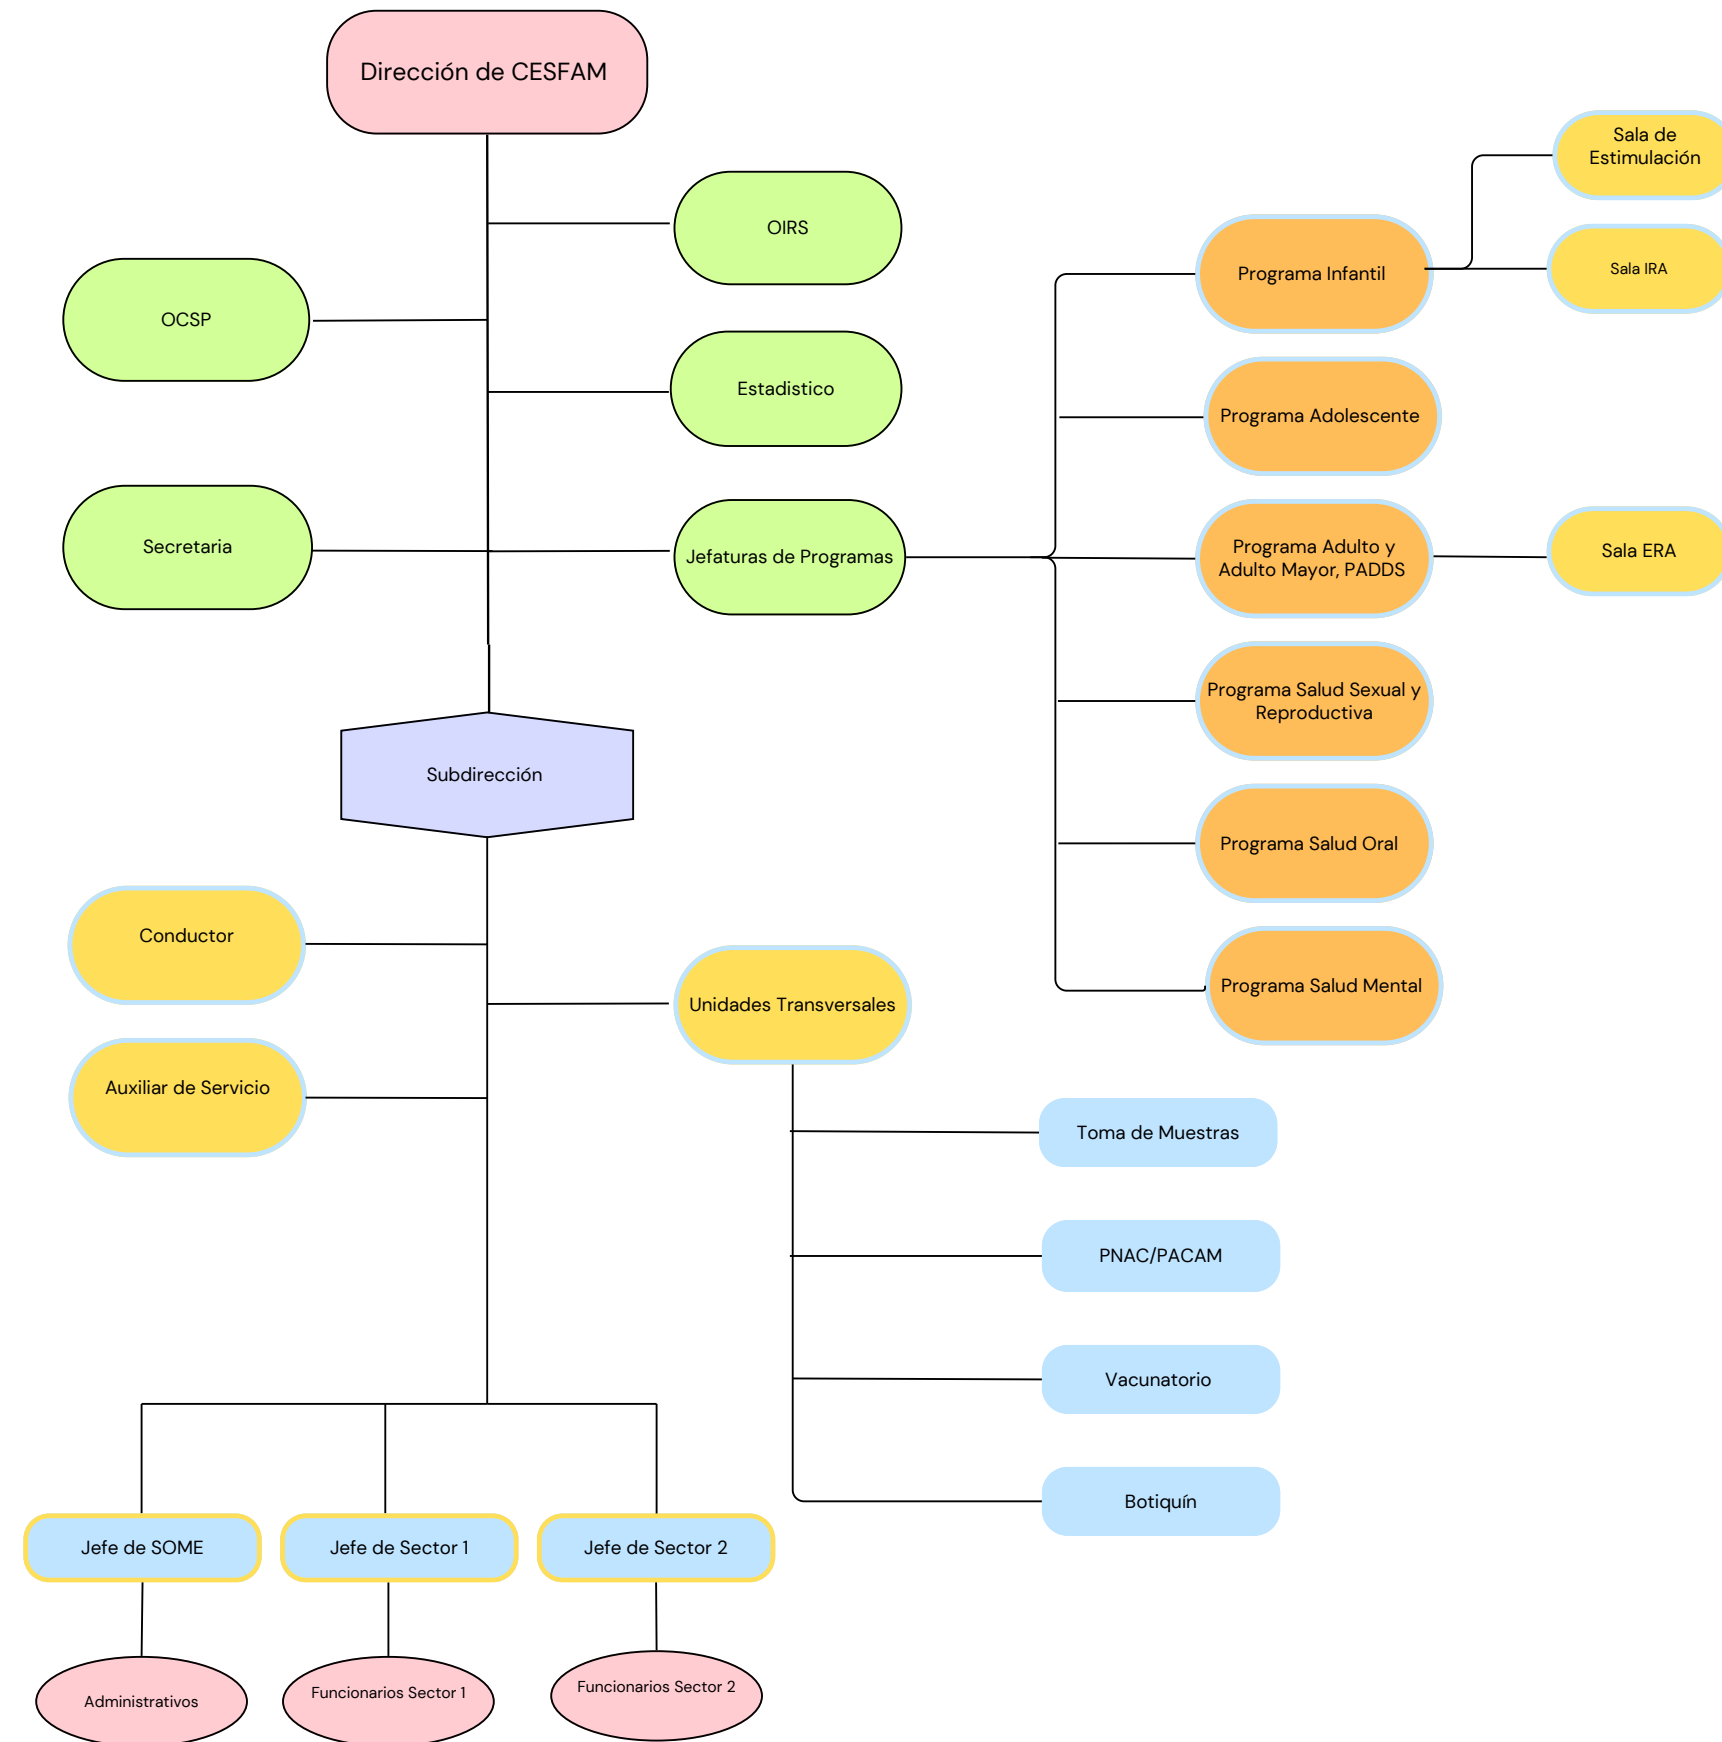 Dirección de CESFAM
Sala de
Estimulación
OIRS
Programa Infantil
Sala IRA
OCSP
Estadistico
Programa Adolescente
Secretaria
Jefaturas de Programas
Programa Adulto y
Adulto Mayor, PADDS
Sala ERA
Programa Salud Sexual y
Reproductiva
Subdirección
Programa Salud Oral
Conductor
Unidades Transversales
Programa Salud Mental
Auxiliar de Servicio
Toma de Muestras
PNAC/PACAM
Vacunatorio
Botiquín
Jefe de SOME
Jefe de Sector 1
Jefe de Sector 2
Administrativos
Funcionarios Sector 1
Funcionarios Sector 2